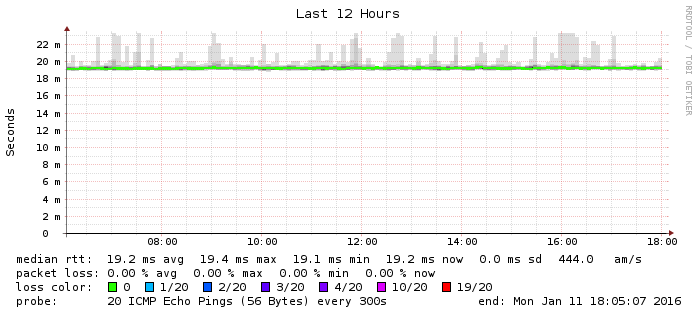 Last 12 Hours
RRDTOOL / TOBI OETIKER
Seconds
22 m
20 m
18 m
16 m
14 m
12 m
10 m
8 m
6 m
4 m
2 m
0
08:00 10:00 12:00 14:00 16:00 18:00
median rtt: 19.2 ms avg 19.4 ms max 19.1 ms min 19.2 ms now 0.0 ms sd 444.0 am/s
packet loss: 0.00 % avg 0.00 % max 0.00 % min 0.00 % now
loss color: 0 1/20 2/20 3/20 4/20 10/20 19/20
probe: 20 ICMP Echo Pings (56 Bytes) every 300s end: Mon Jan 11 18:05:07 2016